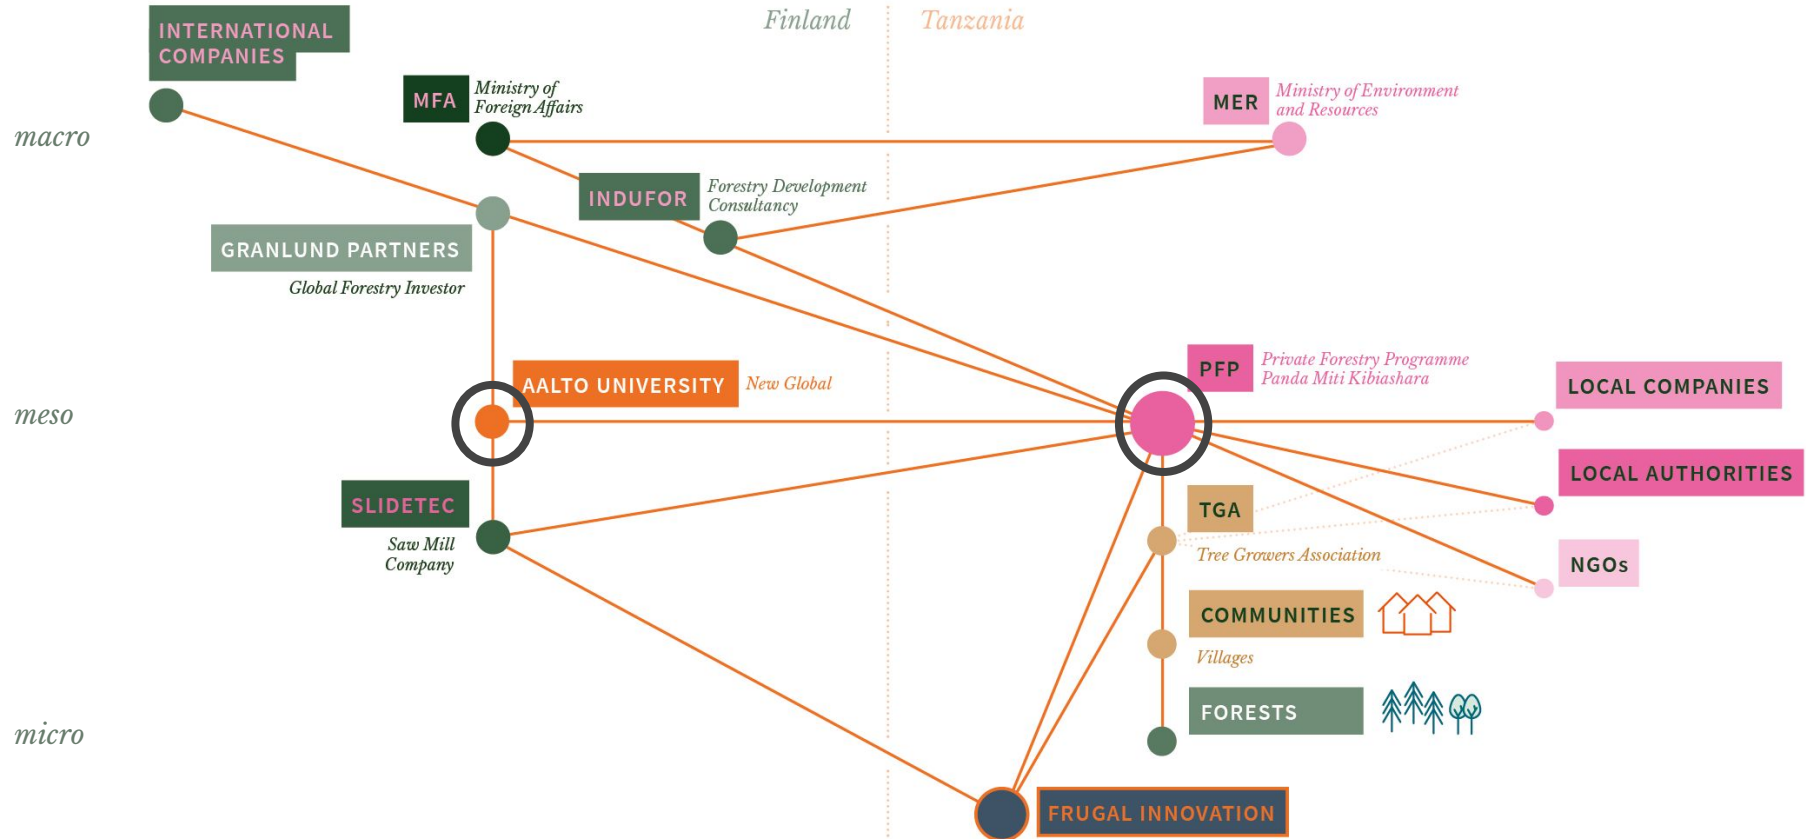 INTERNATIONAL
COMPANIES
Finland
Tanzania
MFA
Ministry of
Foreign Affairs
MER
Ministry of Environment
and Resources
macro
INDUFOR
Forestry Development
Consultancy
GRANLUND PARTNERS
Global Forestry Investor
AALTO UNIVERSITY
New Global
PFP
Private Forestry Programme
Panda Miti Kibiashara
LOCAL COMPANIES
meso
LOCAL AUTHORITIES
SLIDETEC
Saw Mill
Company
TGA
Tree Growers Association
NGOs
COMMUNITIES
Villages
FORESTS
micro
FRUGAL INNOVATION